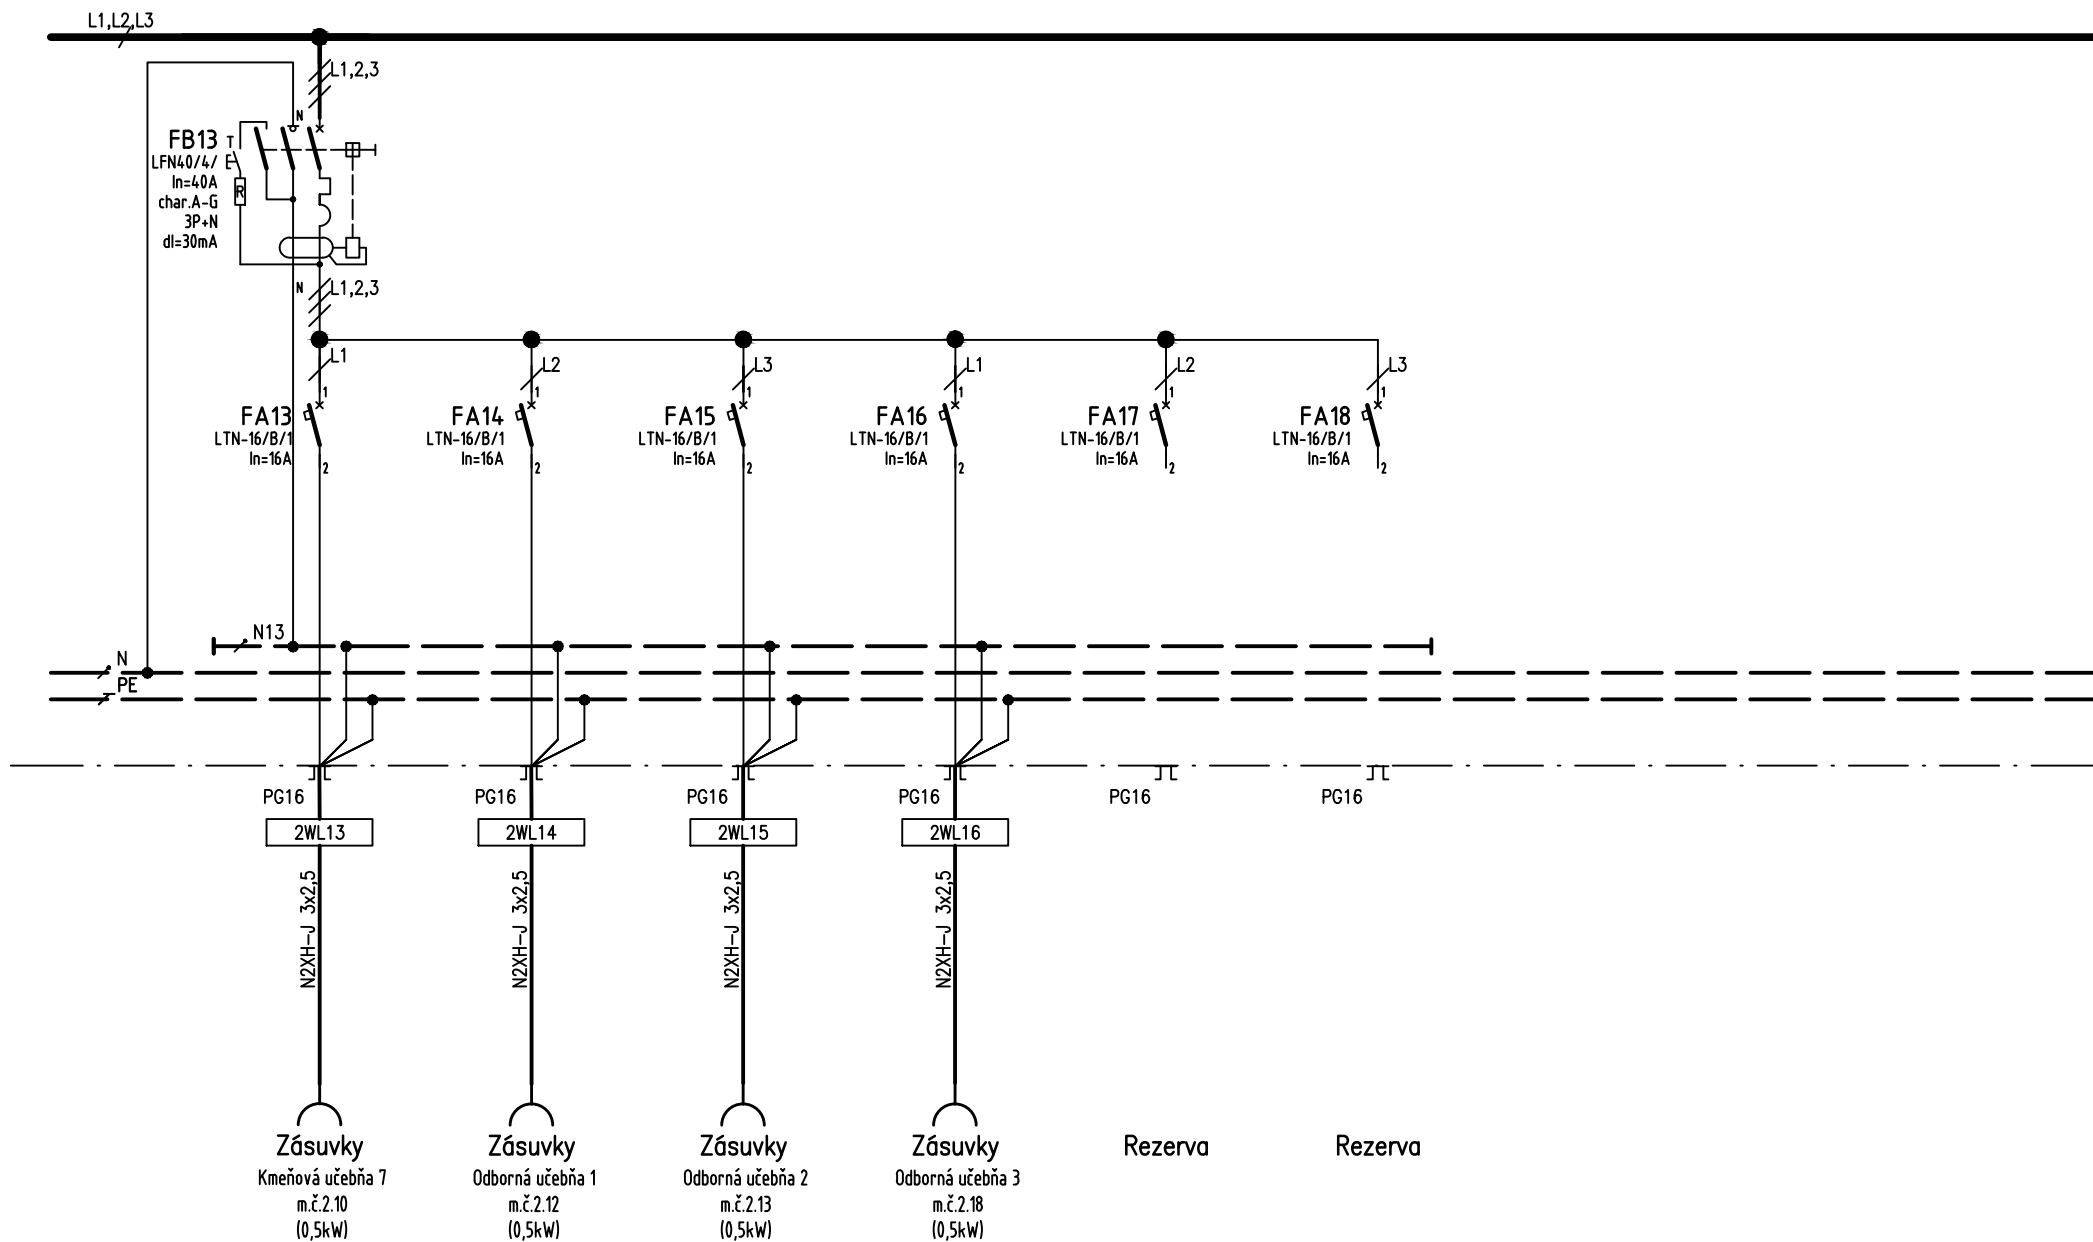 L1,L2,L3
L1,2,3
N
FB13
LFN40/4/
In=40A
char.A-G
3P+N
dI=30mA
T
E
R
N
L1,2,3
L1
L2
L3
L1
L2
L3
1
1
1
1
1
1
FA13
LTN-16/B/1
In=16A
2
FA14
LTN-16/B/1
In=16A
2
FA15
LTN-16/B/1
In=16A
2
FA16
LTN-16/B/1
In=16A
2
FA17
LTN-16/B/1
In=16A
2
FA18
LTN-16/B/1
In=16A
2
N13
N
PE
PG16
PG16
PG16
PG16
PG16
PG16
2WL13
2WL14
2WL15
2WL16
N2XH-J 3x2,5
N2XH-J 3x2,5
N2XH-J 3x2,5
N2XH-J 3x2,5
Zásuvky
Kmeňová učebňa 7
m.č.2.10
(0,5kW)
Zásuvky
Odborná učebňa 1
m.č.2.12
(0,5kW)
Zásuvky
Odborná učebňa 2
m.č.2.13
(0,5kW)
Zásuvky
Odborná učebňa 3
m.č.2.18
(0,5kW)
Rezerva
Rezerva